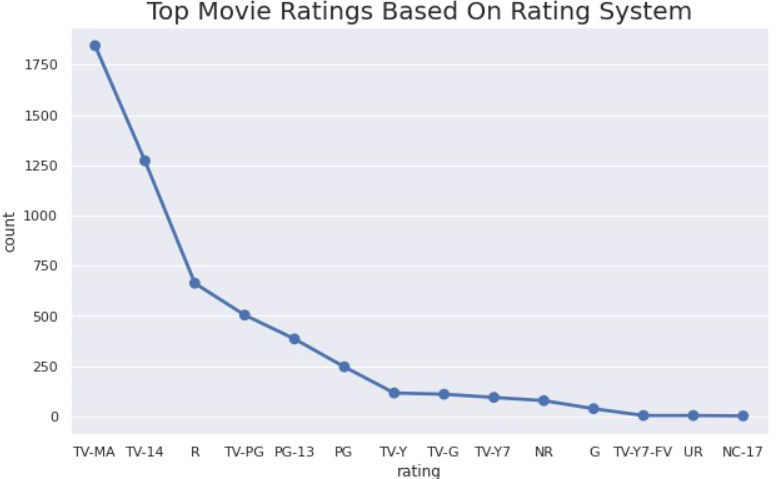 Top Movie Ratings Based On Rating System
1750
1500
1250
1000
750
500
250
0
count
TV-MA TV-14 R TV-PG PG-13 PG TV-Y TV-G TV-Y7 NR G TV-Y7-FV UR NC-17
rating